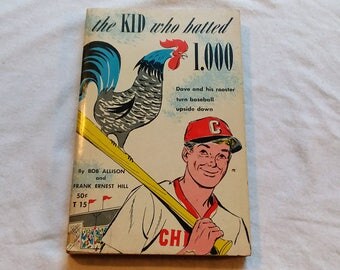 the KID who batted
1.000
Dave and his rooster
turn baseball
upside down
C
By BOB ALLISON
and
FRANK ERNEST HILL
50¢
T 15
CHI